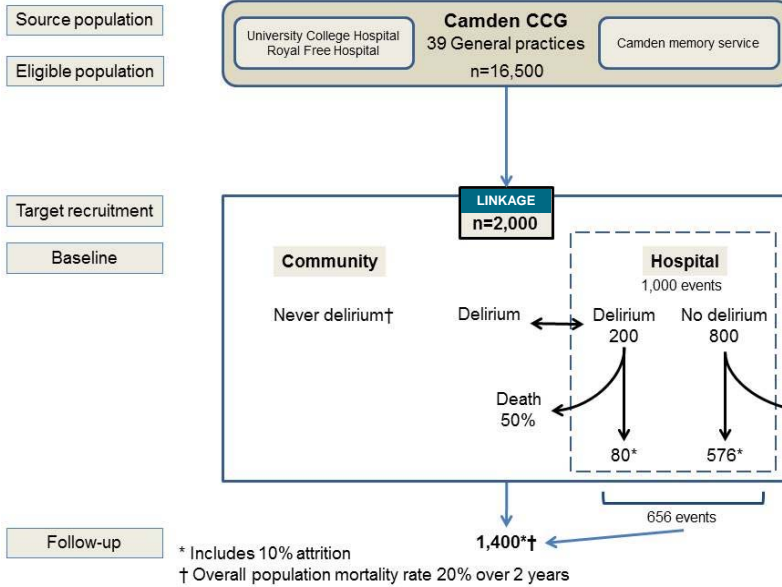 Source population
Camden CCG
University College Hospital
Royal Free Hospital
39 General practices
Camden memory service
Eligible population
n=16,500
Target recruitment
LINKAGE
n=2,000
Baseline
Community
Hospital
1,000 events
Never delirium†
Delirium
Delirium
200
No delirium
800
Death
50%
80*
576*
656 events
Follow-up
1,400*†
* Includes 10% attrition
† Overall population mortality rate 20% over 2 years